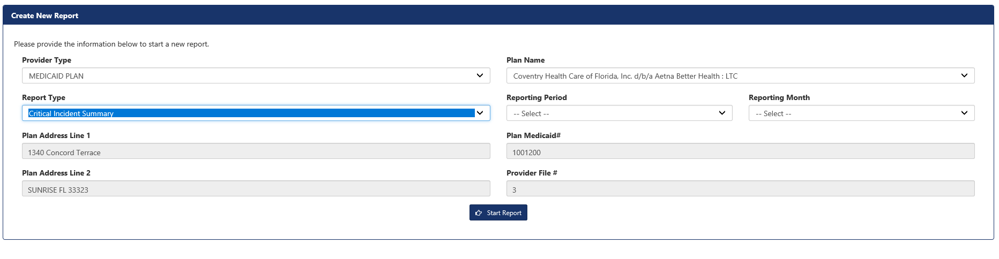 Create New Report
Please provide the information below to start a new report.
Provider Type
Plan Name
MEDICAID PLAN
Coventry Health Care of Florida, Inc. d/b/a Aetna Better Health : LTC
Report Type
Reporting Period
Reporting Month
Critical Incident Summary
-- Select --
-- Select --
Plan Address Line 1
Plan Medicaid#
1340 Concord Terrace
1001200
Plan Address Line 2
Provider File #
SUNRISE FL 33323
3
Start Report